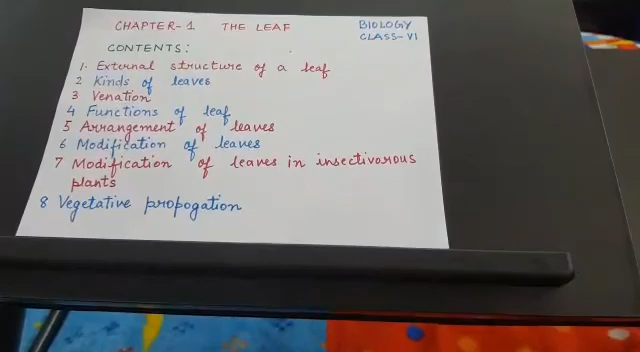 CHAPTER-1 THE LEAF
BIOLOGY
CLASS-VI
CONTENTS:
1. External structure of a leaf
2 Kinds of leaves
3 Venation
4 Functions of leaf
5 Arrangement of leaves
6 Modification of leaves
7 Modification of leaves in insectivorous
plants
8 Vegetative propogation